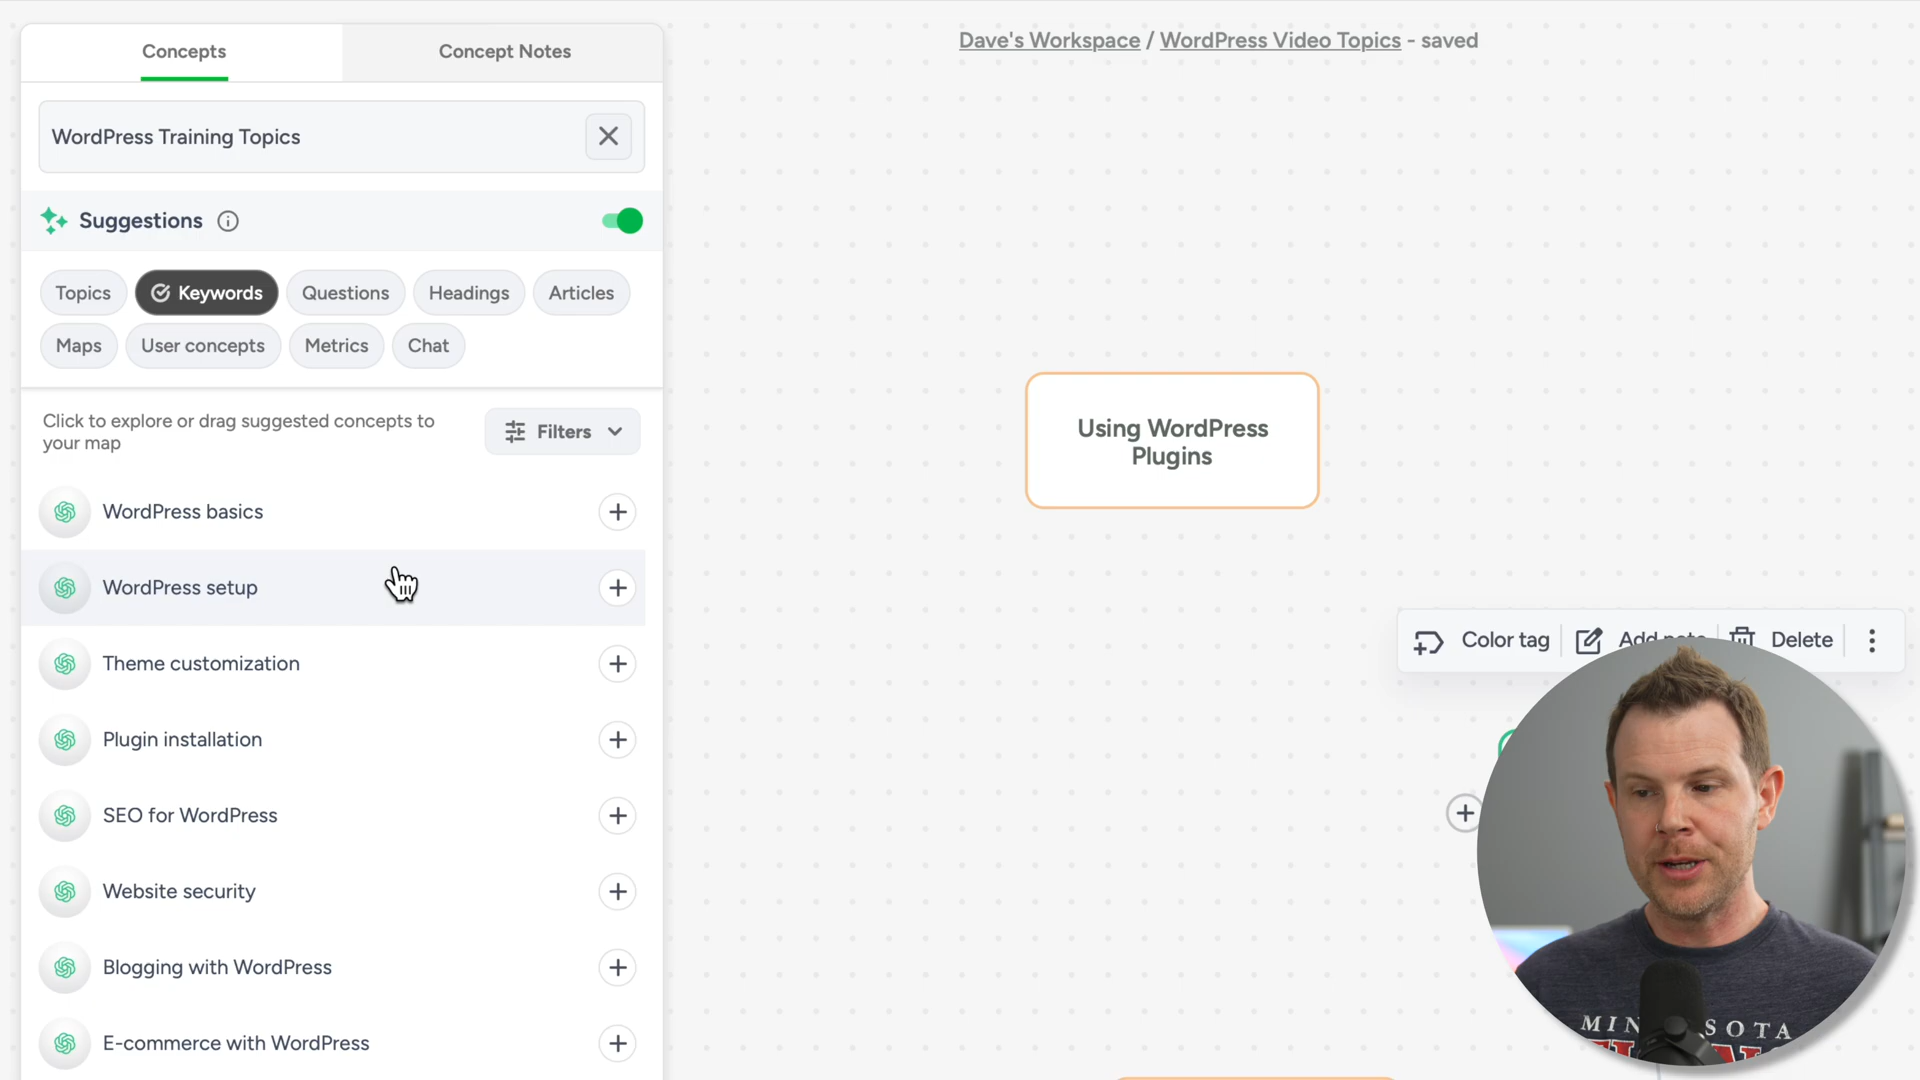 Concepts
Concept Notes
Dave's Workspace / WordPress Video Topics - saved
WordPress Training Topics
Suggestions
Topics
Keywords
Questions
Headings
Articles
Maps
User concepts
Metrics
Chat
Click to explore or drag suggested concepts to
your map
Filters
WordPress basics
WordPress setup
Theme customization
Plugin installation
SEO for WordPress
Website security
Blogging with WordPress
E-commerce with WordPress
Using WordPress
Plugins
Color tag
Add note
Delete